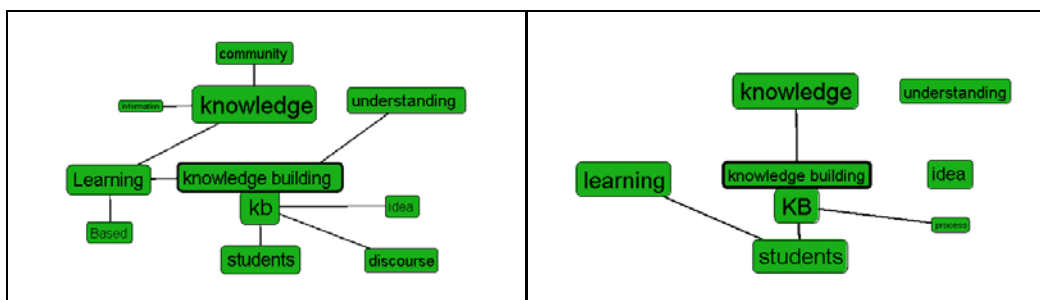 community
knowledge
information
understanding
Learning
knowledge building
kb
idea
Based
students
discourse
knowledge
understanding
knowledge building
idea
learning
KB
process
students